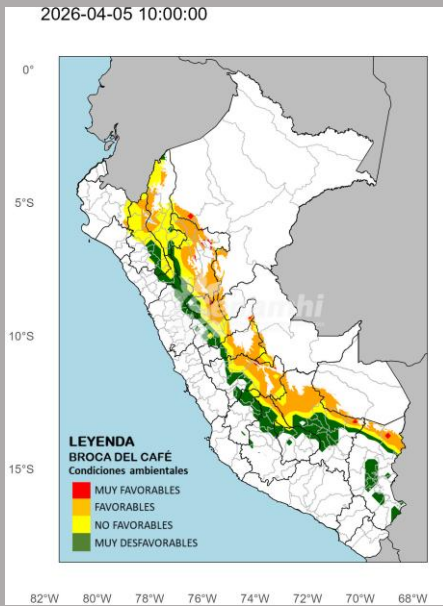 2026-04-05 10:00:00
0°
5°S
10°S
15°S
senamhi
LEYENDA
BROCA DEL CAFÉ
Condiciones ambientales
MUY FAVORABLES
FAVORABLES
NO FAVORABLES
MUY DESFAVORABLES
82°W 80°W 78°W 76°W 74°W 72°W 70°W 68°W